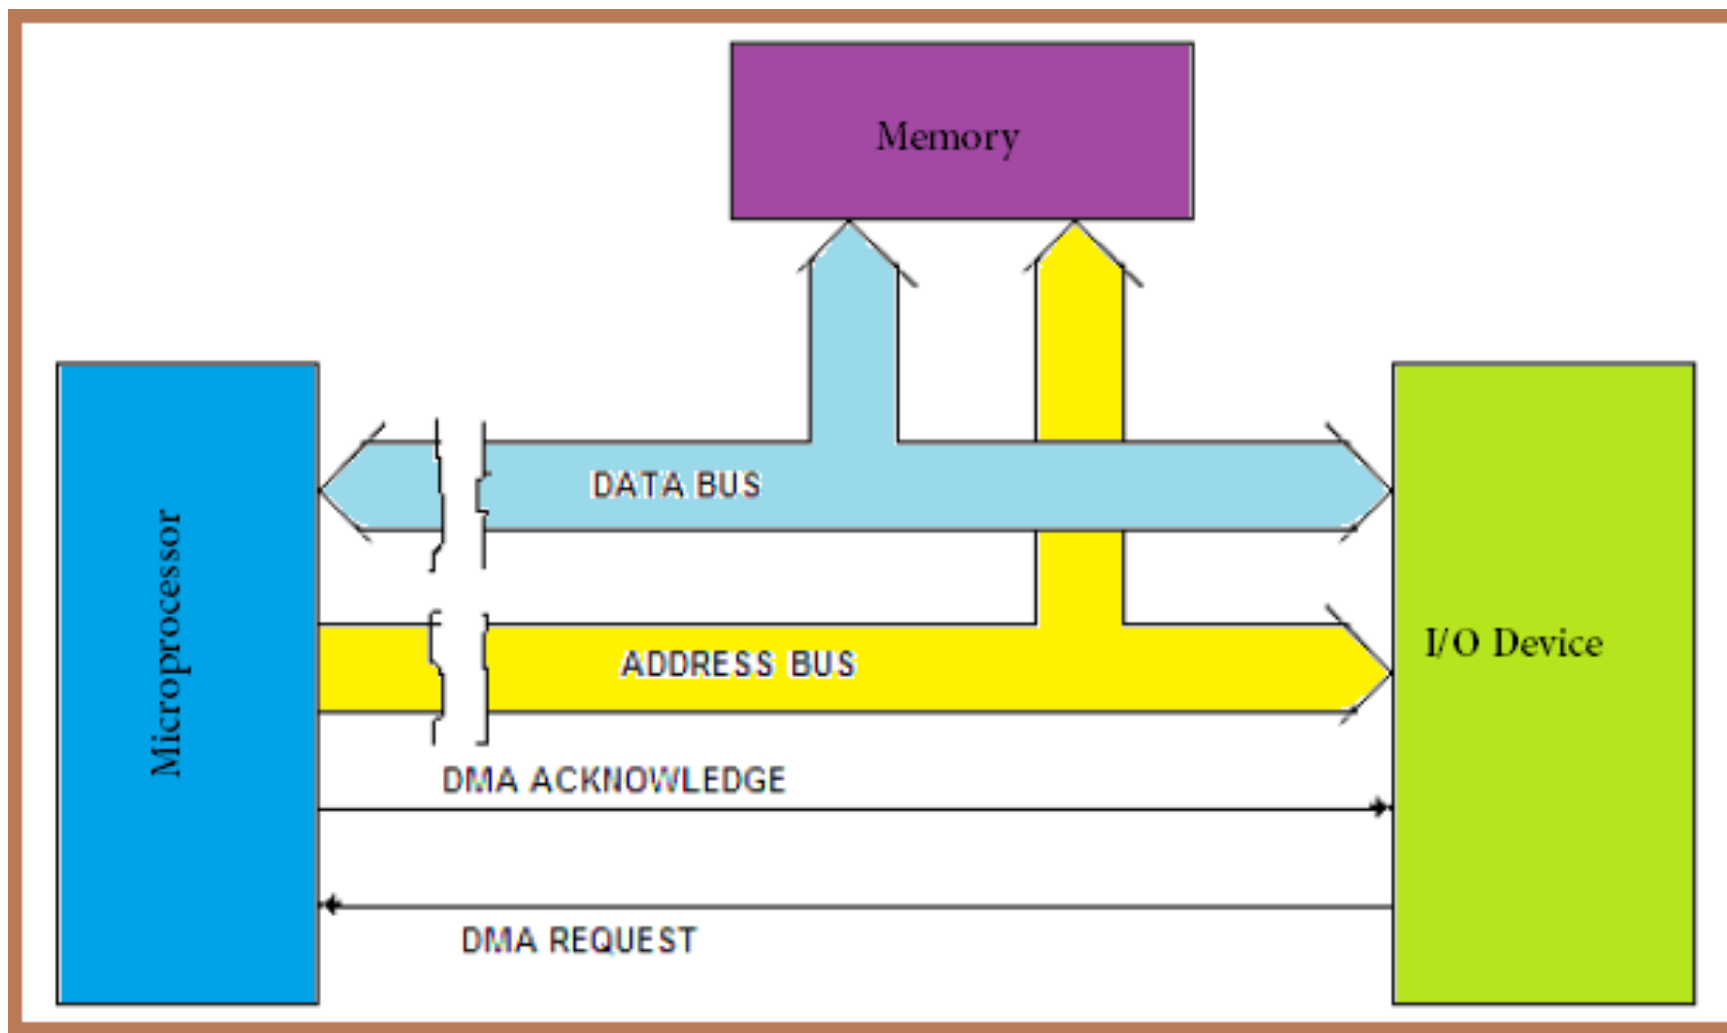 Memory
DATA BUS
Microprocessor
ADDRESS BUS
I/O Device
DMA ACKNOWLEDGE
DMA REQUEST